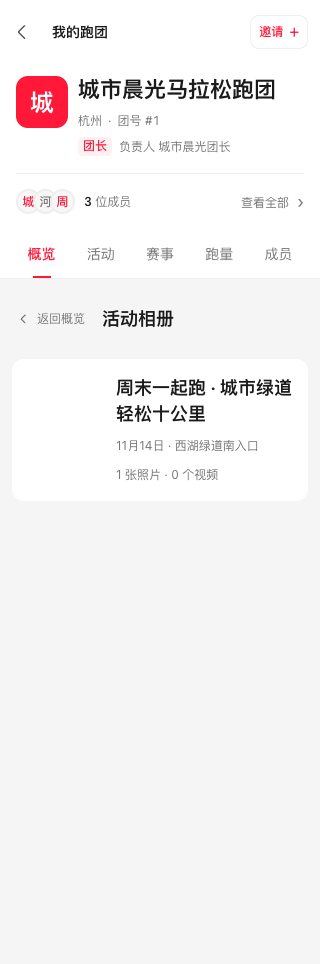 我的跑团
邀请 +
城
城市晨光马拉松跑团
杭州 · 团号 #1
团长 负责人 城市晨光团长
城 河 周 3 位成员 查看全部
概览 活动 赛事 跑量 成员
返回概览 活动相册
周末一起跑 · 城市绿道
轻松十公里
11月14日 · 西湖绿道南入口
1 张照片 · 0 个视频